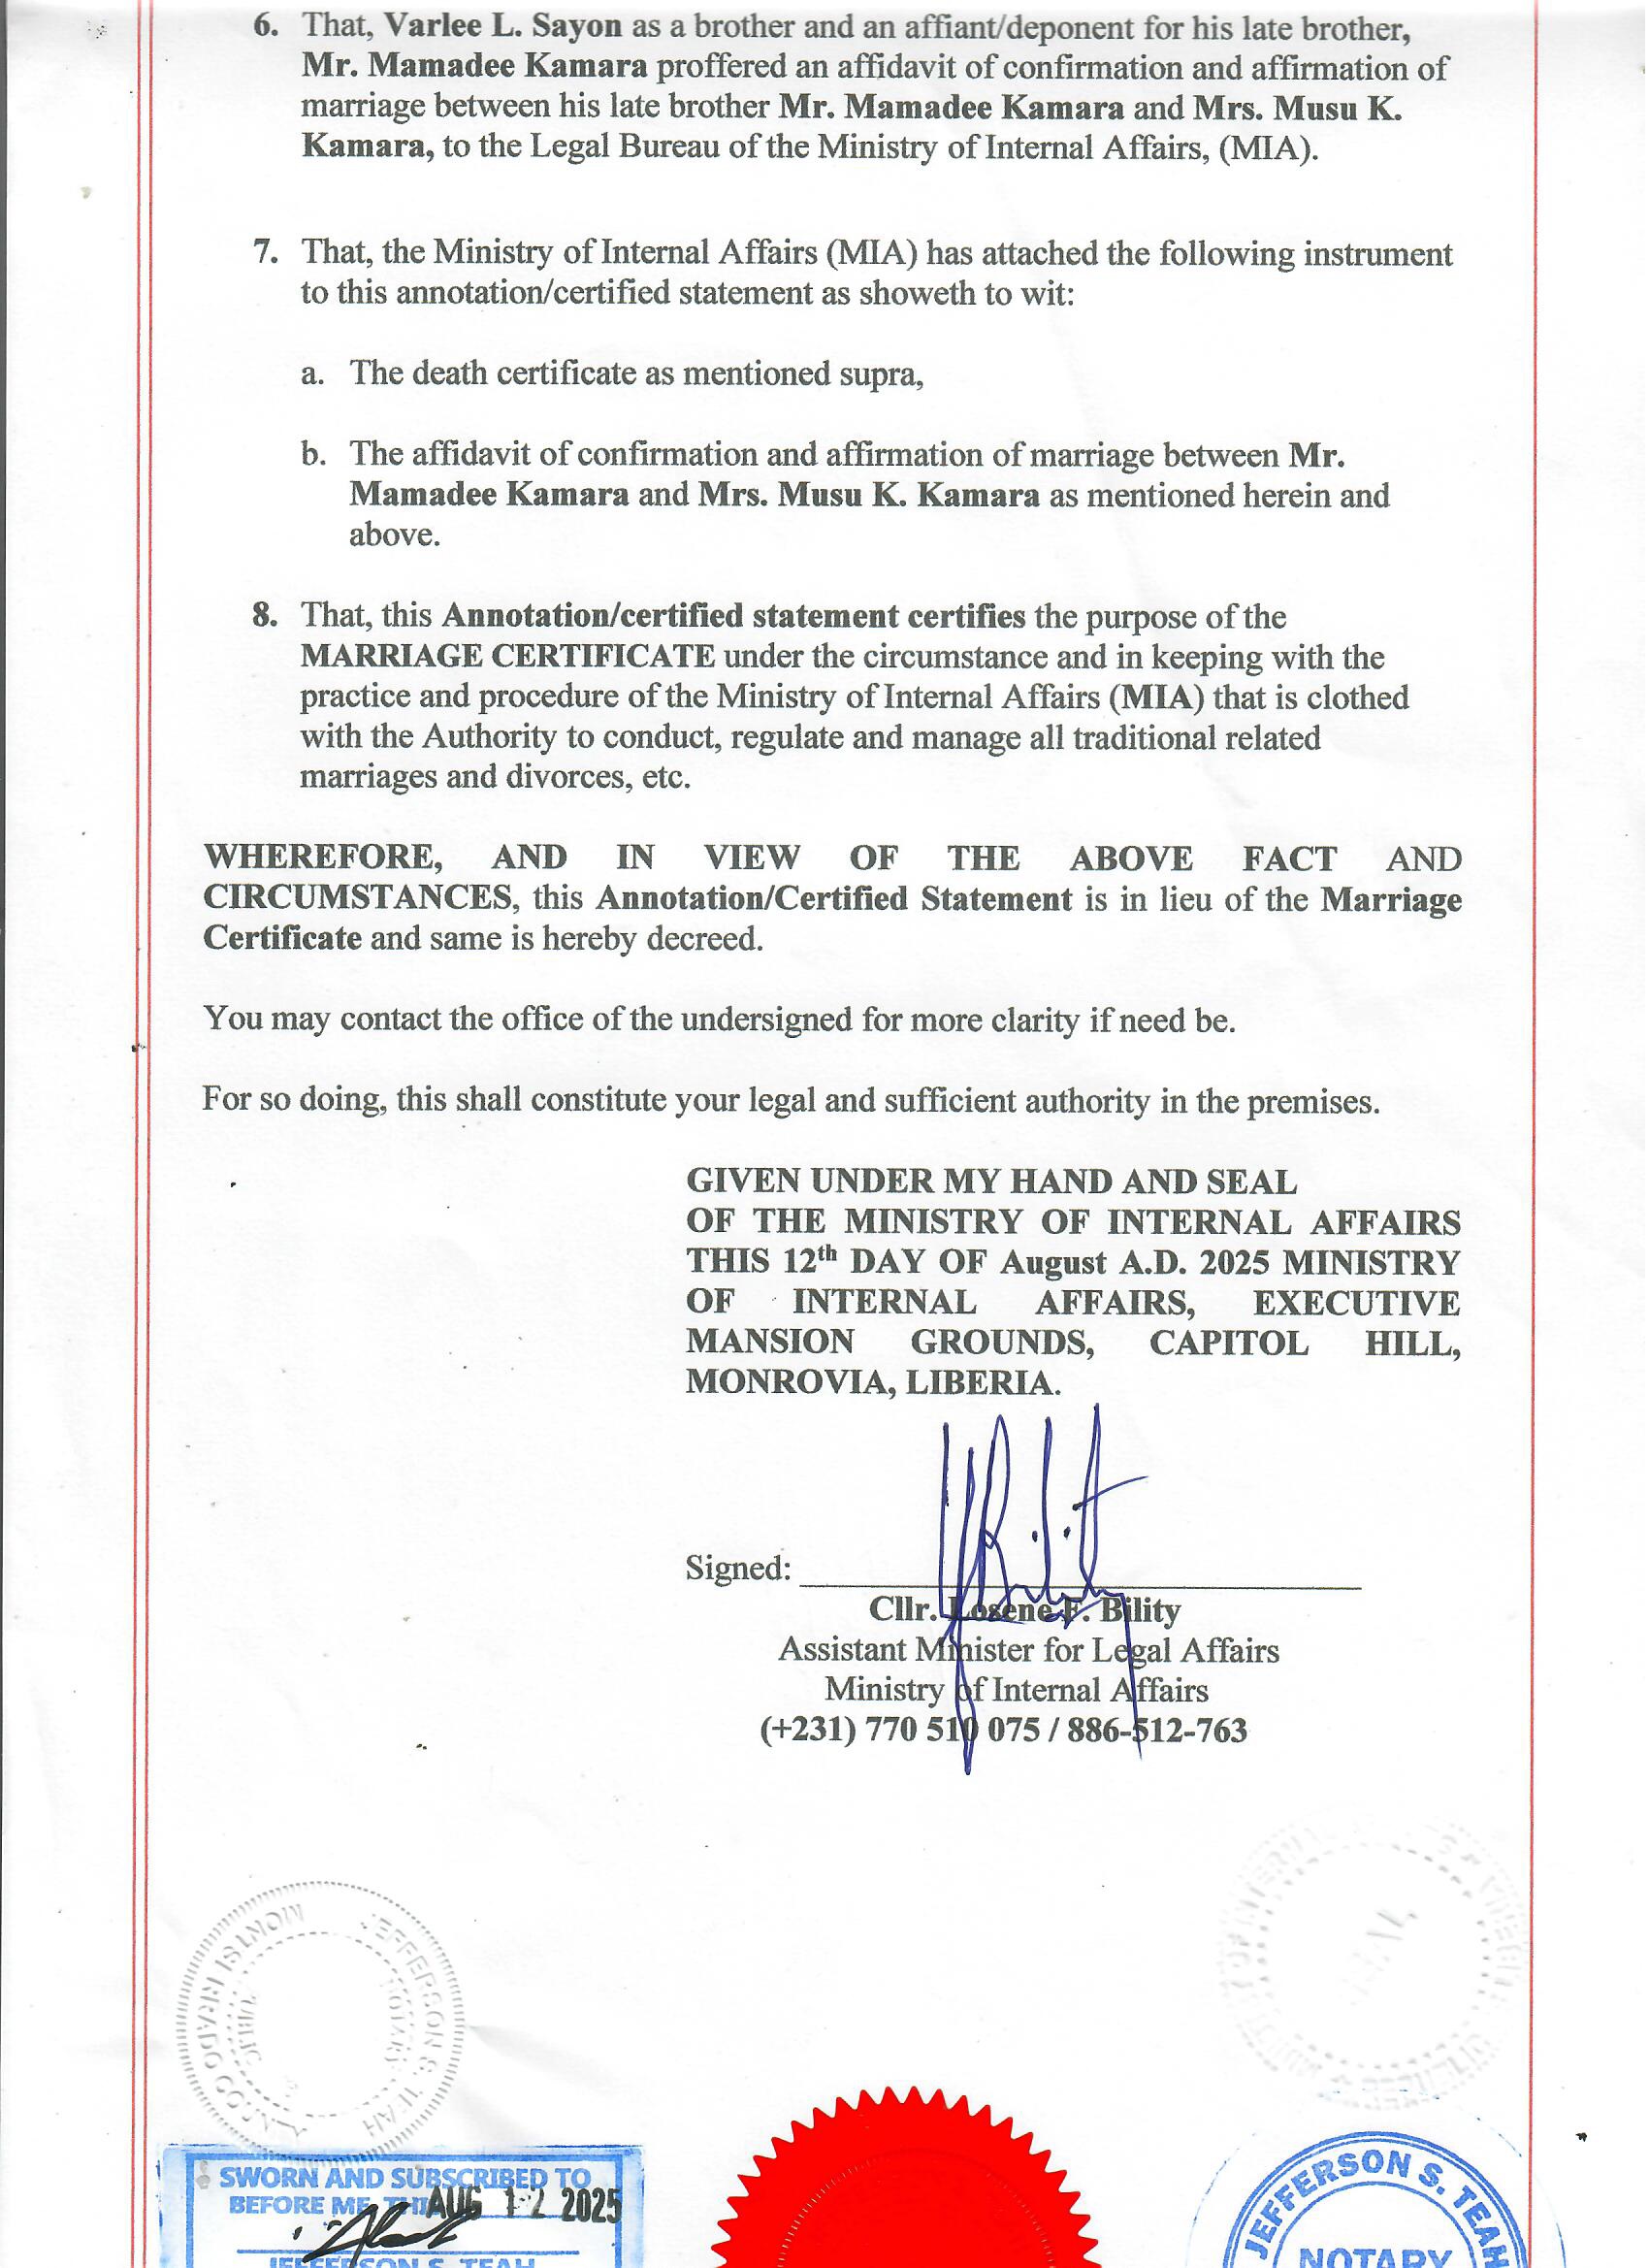 6. That, Varlee L. Sayon as a brother and an affiant/deponent for his late brother,
Mr. Mamadee Kamara proffered an affidavit of confirmation and affirmation of
marriage between his late brother Mr. Mamadee Kamara and Mrs. Musu K.
Kamara, to the Legal Bureau of the Ministry of Internal Affairs, (MIA).
7. That, the Ministry of Internal Affairs (MIA) has attached the following instrument
to this annotation/certified statement as showeth to wit:
a. The death certificate as mentioned supra,
b. The affidavit of confirmation and affirmation of marriage between Mr.
Mamadee Kamara and Mrs. Musu K. Kamara as mentioned herein and
above.
8. That, this Annotation/certified statement certifies the purpose of the
MARRIAGE CERTIFICATE under the circumstance and in keeping with the
practice and procedure of the Ministry of Internal Affairs (MIA) that is clothed
with the Authority to conduct, regulate and manage all traditional related
marriages and divorces, etc.
WHEREFORE, AND IN VIEW OF THE ABOVE FACT AND
CIRCUMSTANCES, this Annotation/Certified Statement is in lieu of the Marriage
Certificate and same is hereby decreed.
You may contact the office of the undersigned for more clarity if need be.
For so doing, this shall constitute your legal and sufficient authority in the premises.
GIVEN UNDER MY HAND AND SEAL
OF THE MINISTRY OF INTERNAL AFFAIRS
THIS 12th DAY OF August A.D. 2025 MINISTRY
OF INTERNAL AFFAIRS, EXECUTIVE
MANSION GROUNDS, CAPITOL HILL,
MONROVIA, LIBERIA.
Signed:
Cllr. Losene F. Bility
Assistant Minister for Legal Affairs
Ministry of Internal Affairs
(+231) 770 510 075 / 886-512-763
JEFFERSON S. TEAH
NOTARY PUBLIC
SWORN AND SUBSCRIBED TO
BEFORE ME THIS AUG 12 2025
JEFFERSON S. TEAH
JEFFERSON S. TEAH
NOTARY